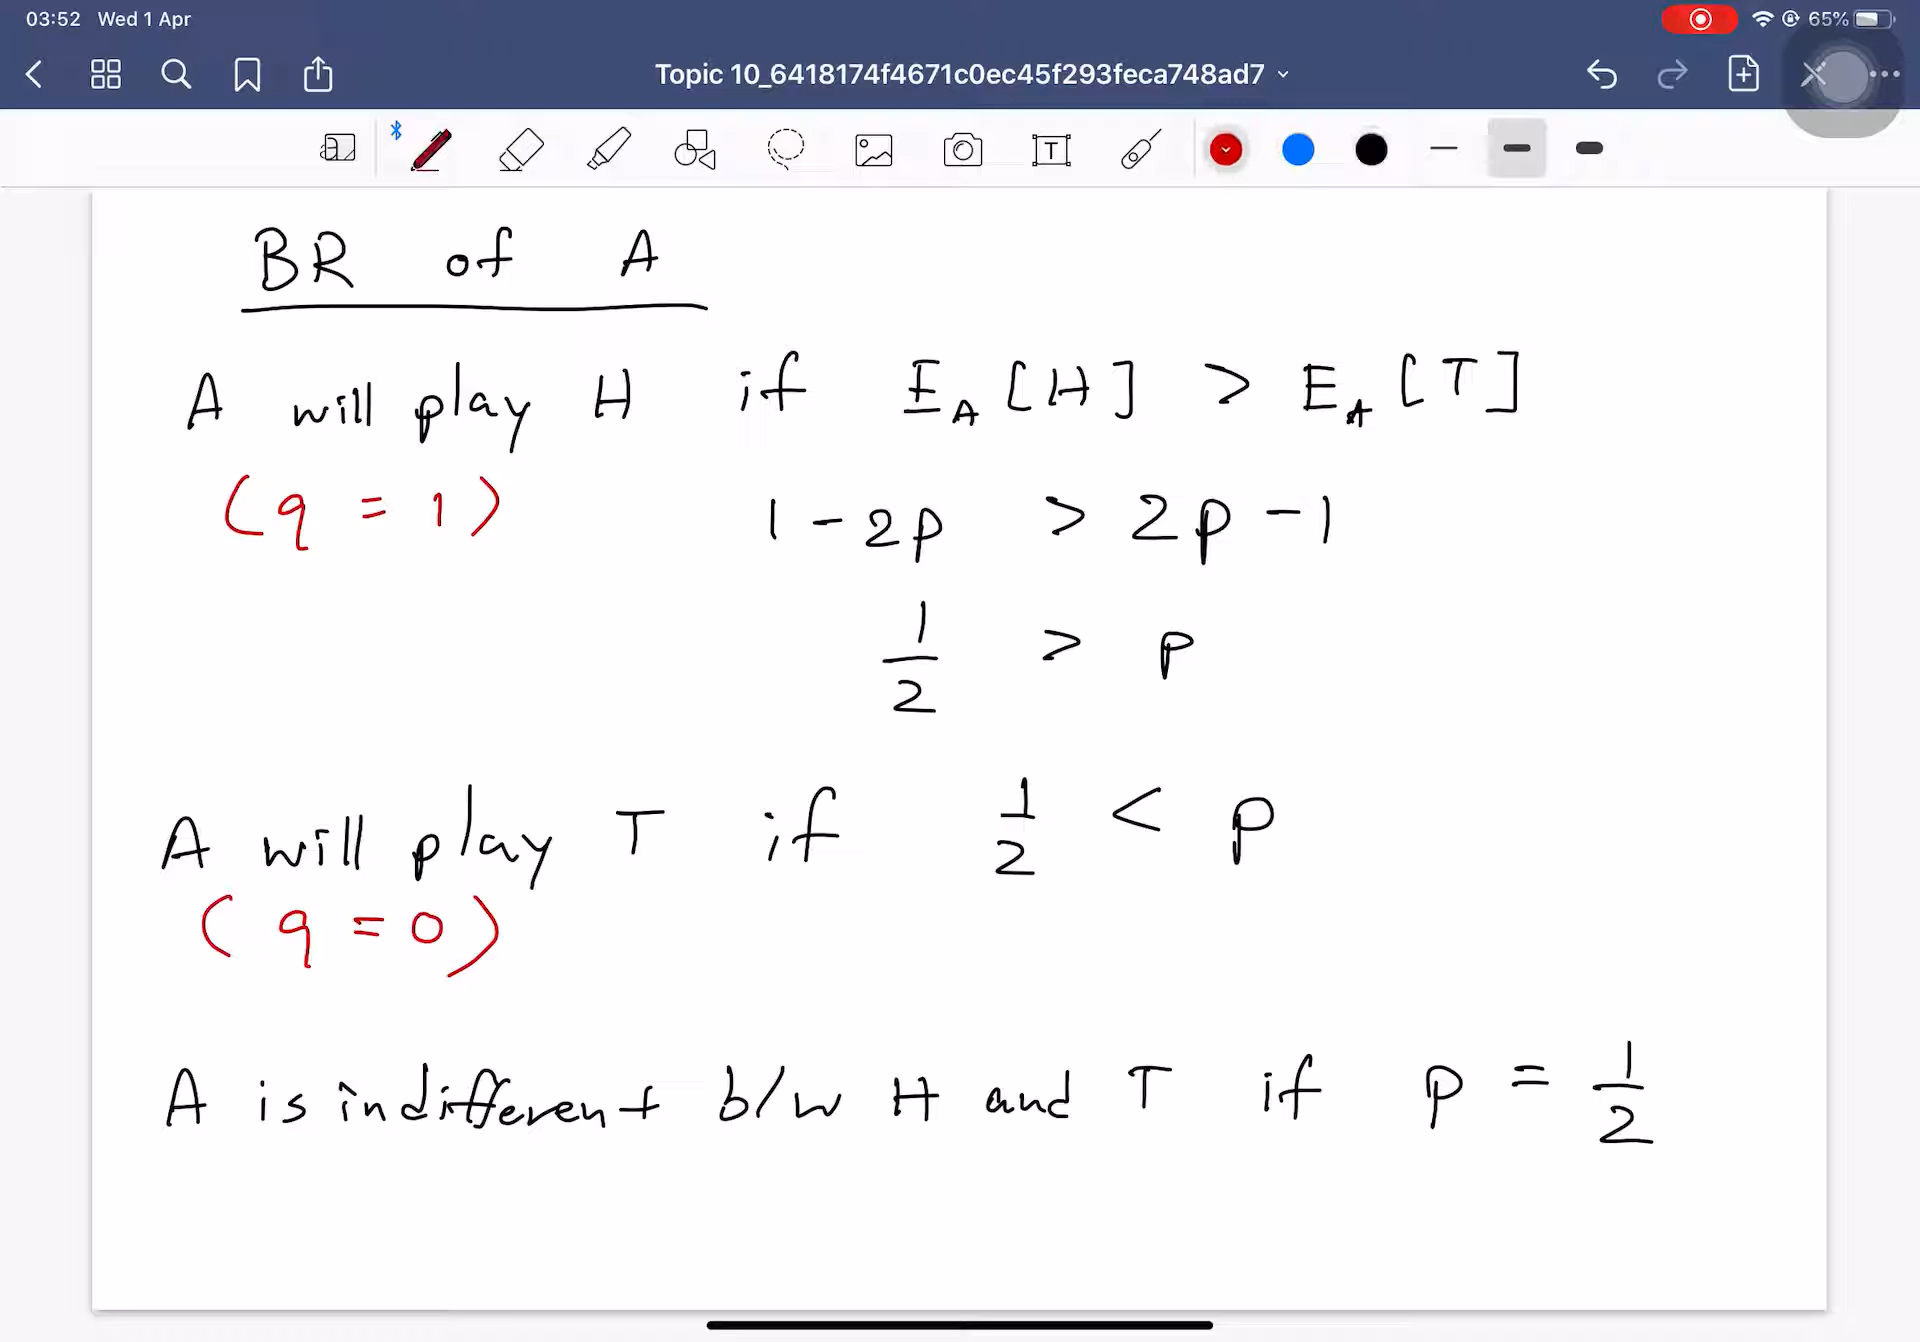 03:52 Wed 1 Apr 65%
Topic 10_6418174f4671c0ec45f293feca748ad7
BR of A
A will play H if E_A [H] > E_A [T]
(q = 1) 1 - 2p > 2p - 1
1/2 > p
A will play T if 1/2 < p
(q = 0)
A is indifferent b/w H and T if p = 1/2